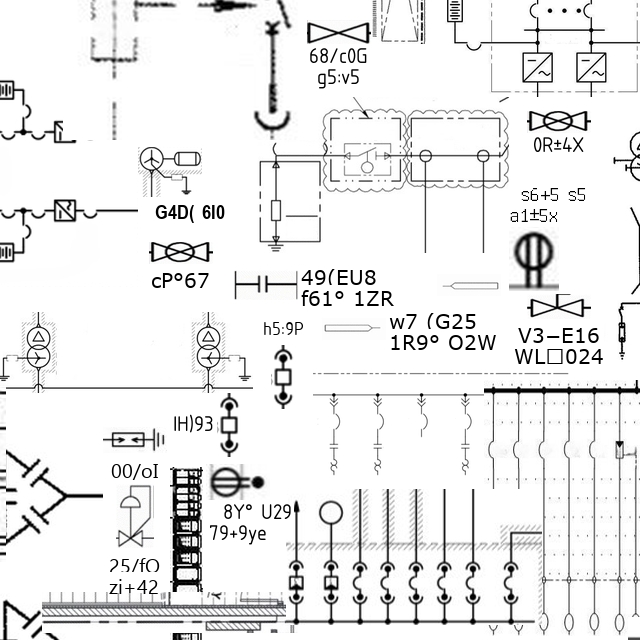 68/c0G
g5:v5
0R±4X
s6+5 s5
a1±5x
G4D( 6I0
cP°67
49(EU8
f61° 1ZR
h5:9P
w7 (G25
1R9° O2W
V3−E16
WL□024
IH)93
00/oI
8Y° U29
79+9ye
25/fO
zi+42